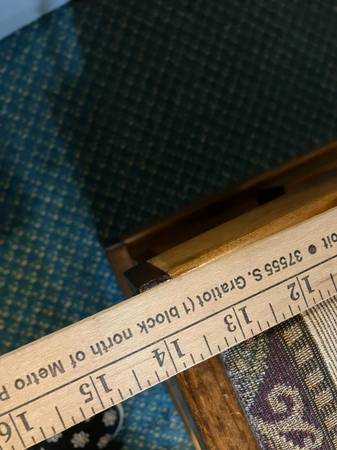 oit • 37555 S. Gratiot (1 block north of Metro P
12 13 14 15 16